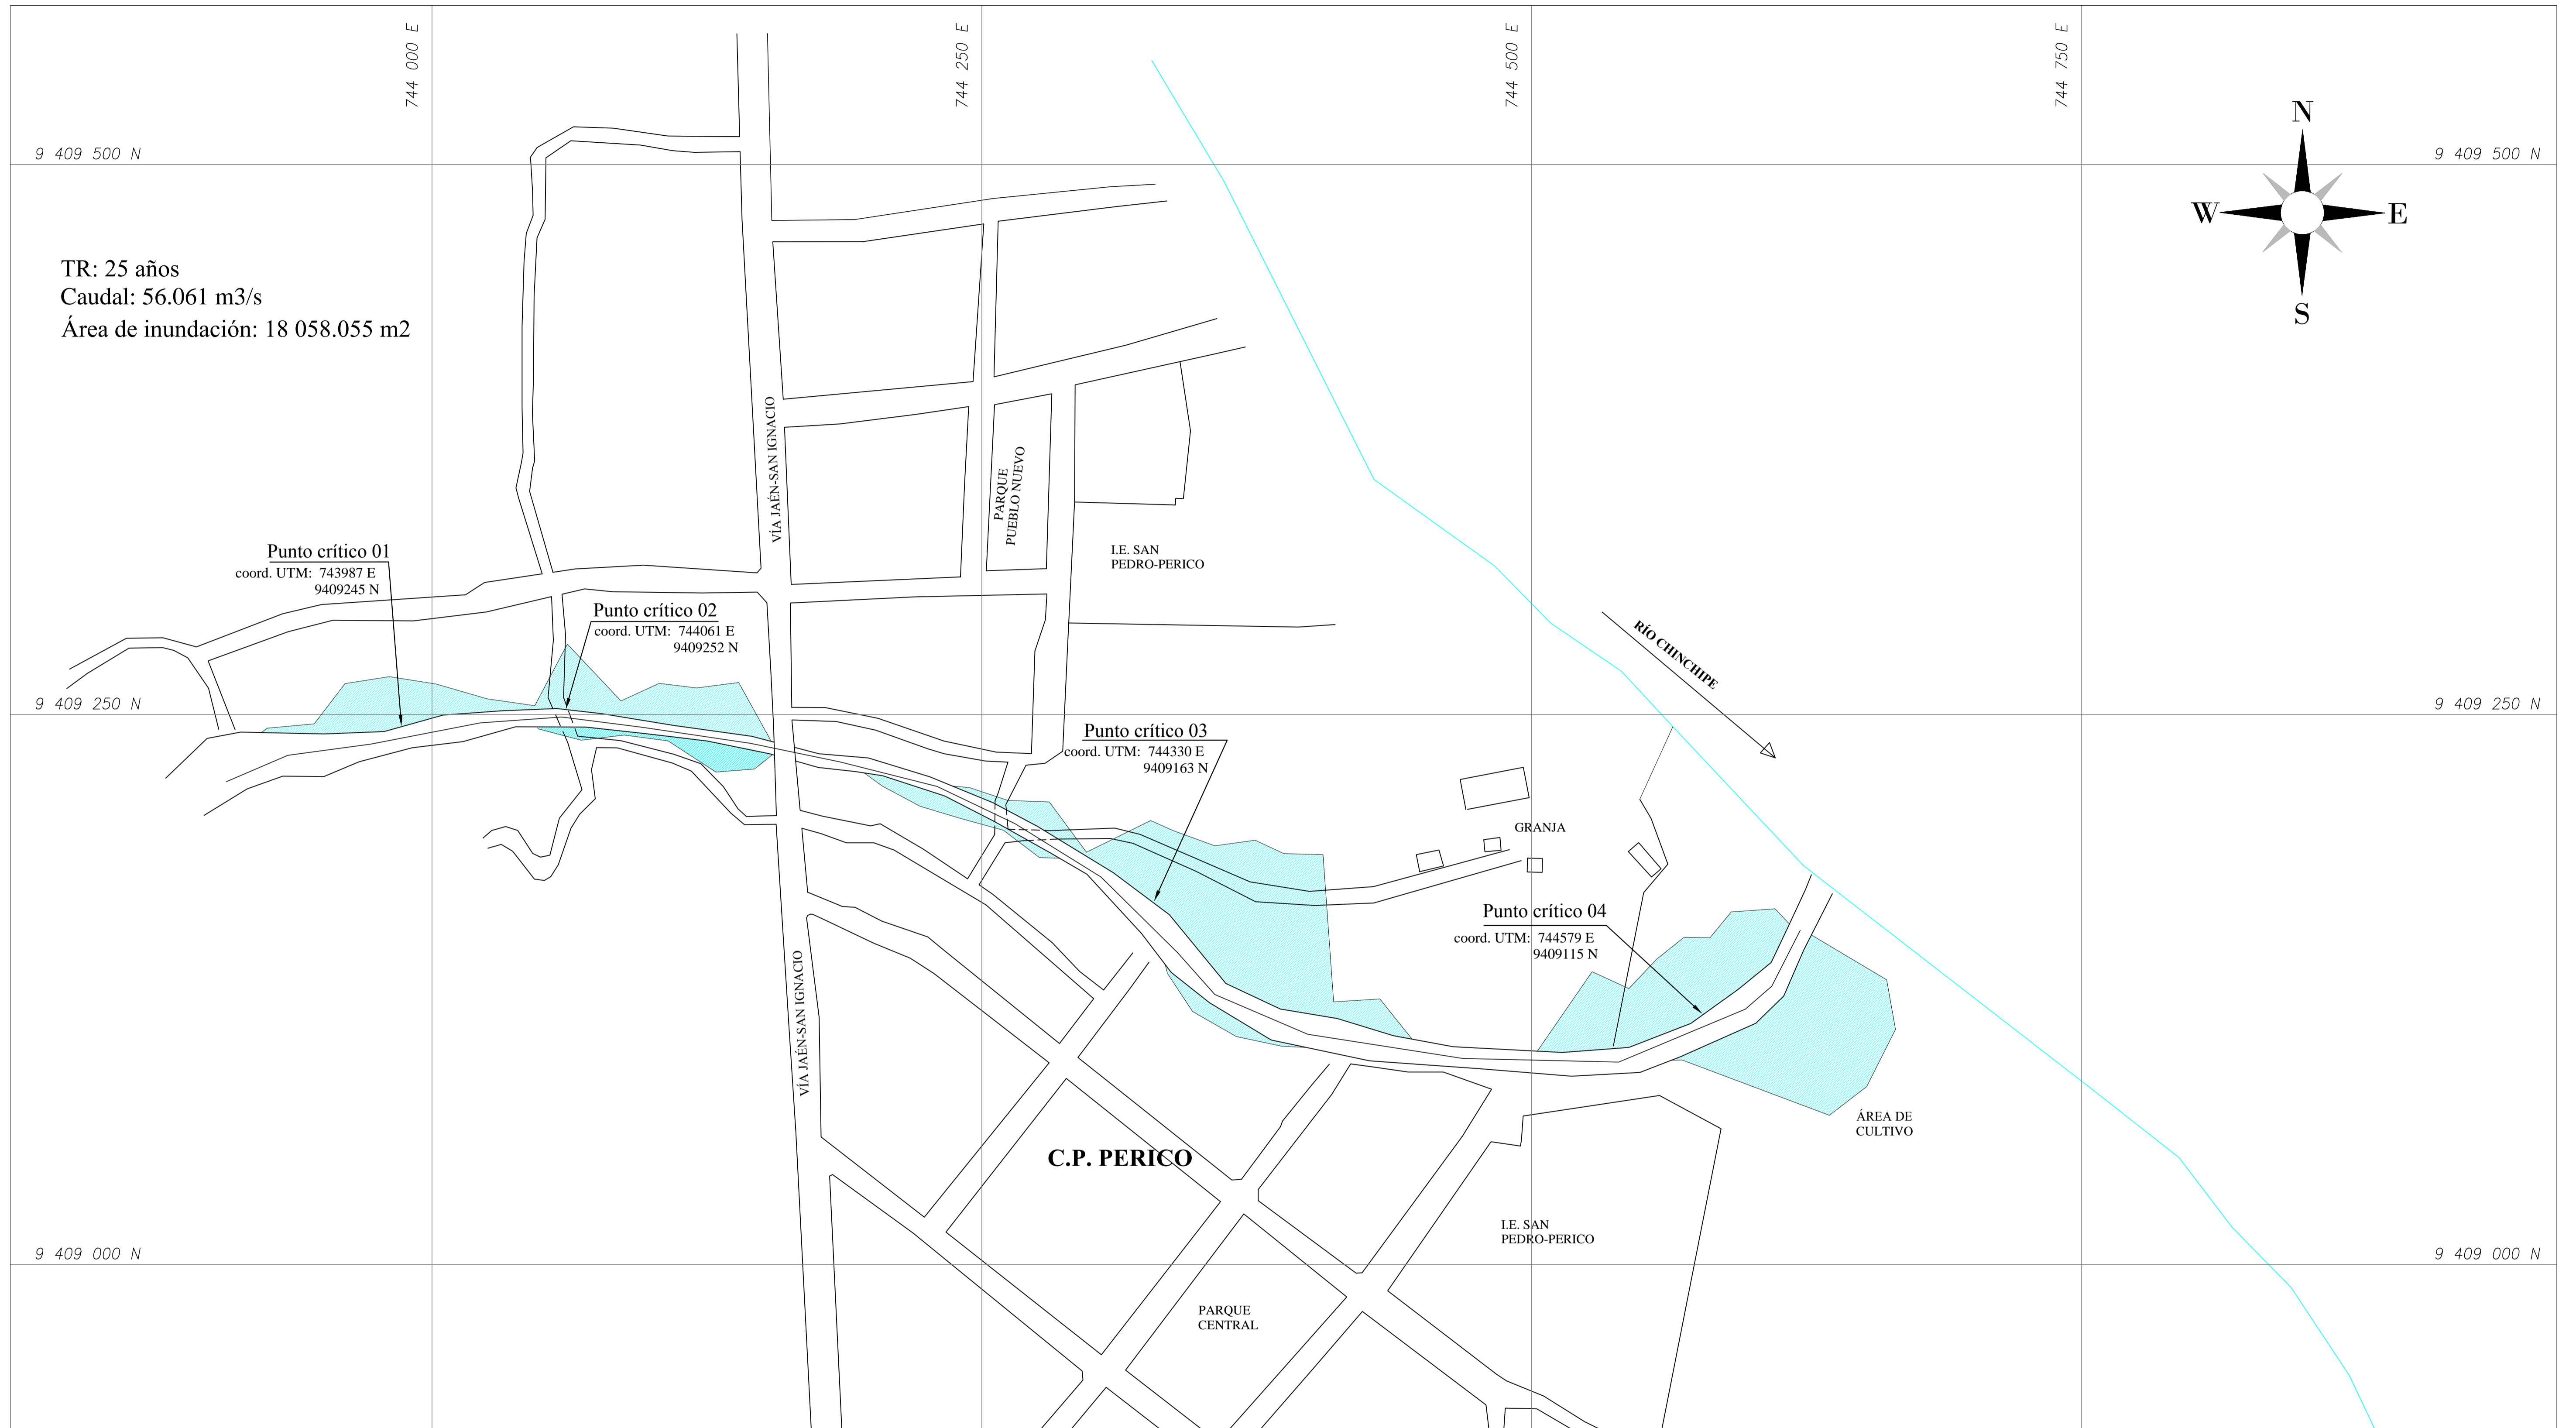 744 000 E
744 250 E
744 500 E
744 750 E
9 409 500 N
9 409 500 N
N
W
E
S
TR: 25 años
Caudal: 56.061 m3/s
Área de inundación: 18 058.055 m2
VÍA JAÉN-SAN IGNACIO
PARQUE
PUEBLO NUEVO
I.E. SAN
PEDRO-PERICO
Punto crítico 01
coord. UTM: 743987 E
9409245 N
Punto crítico 02
coord. UTM: 744061 E
9409252 N
RÍO CHINCHIPE
9 409 250 N
9 409 250 N
Punto crítico 03
coord. UTM: 744330 E
9409163 N
GRANJA
Punto crítico 04
coord. UTM: 744579 E
9409115 N
VÍA JAÉN-SAN IGNACIO
ÁREA DE
CULTIVO
C.P. PERICO
I.E. SAN
PEDRO-PERICO
9 409 000 N
9 409 000 N
PARQUE
CENTRAL